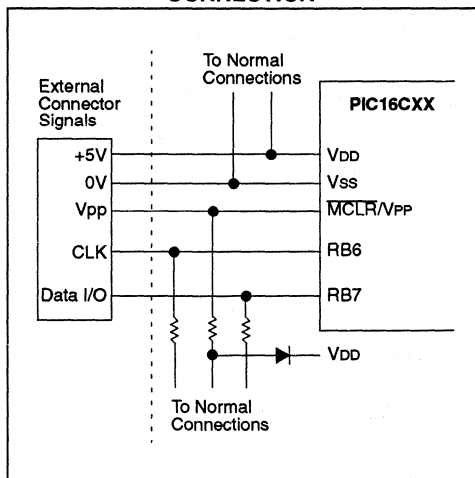 To Normal
Connections
External
Connector
Signals
PIC16CXX
+5V
VDD
0V
VSS
Vpp
MCLR/VPP
CLK
RB6
Data I/O
RB7
VDD
To Normal
Connections